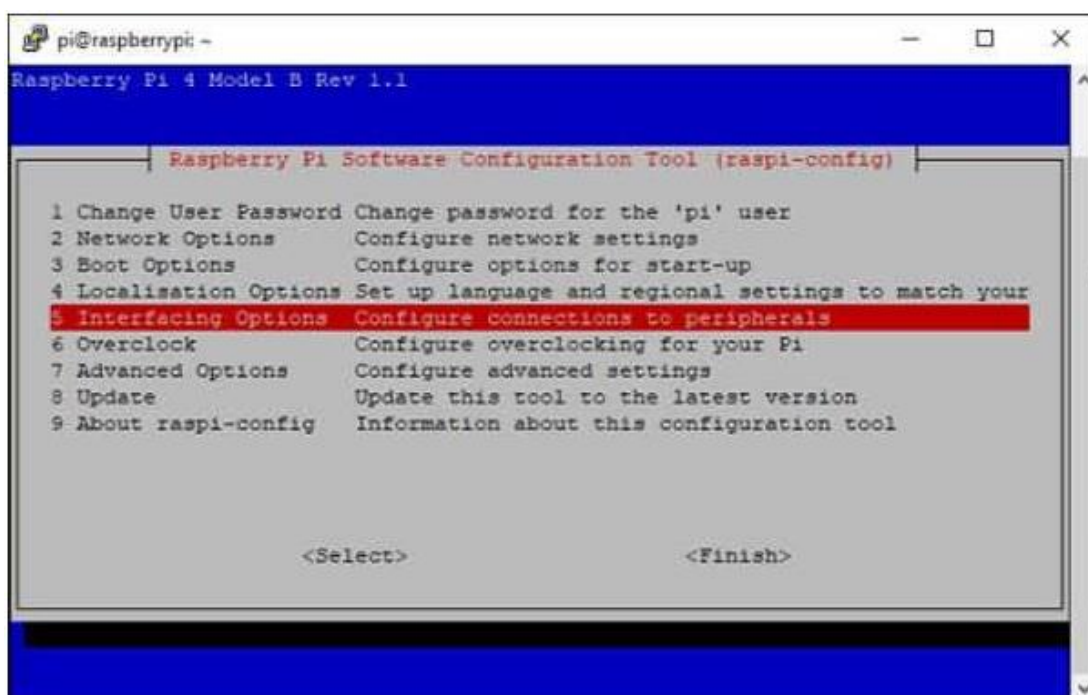 pi@raspberrypi: ~
Raspberry Pi 4 Model B Rev 1.1
Raspberry Pi Software Configuration Tool (raspi-config)
1 Change User Password Change password for the 'pi' user
2 Network Options Configure network settings
3 Boot Options Configure options for start-up
4 Localisation Options Set up language and regional settings to match your
5 Interfacing Options Configure connections to peripherals
6 Overclock Configure overclocking for your Pi
7 Advanced Options Configure advanced settings
8 Update Update this tool to the latest version
9 About raspi-config Information about this configuration tool
<Select> <Finish>